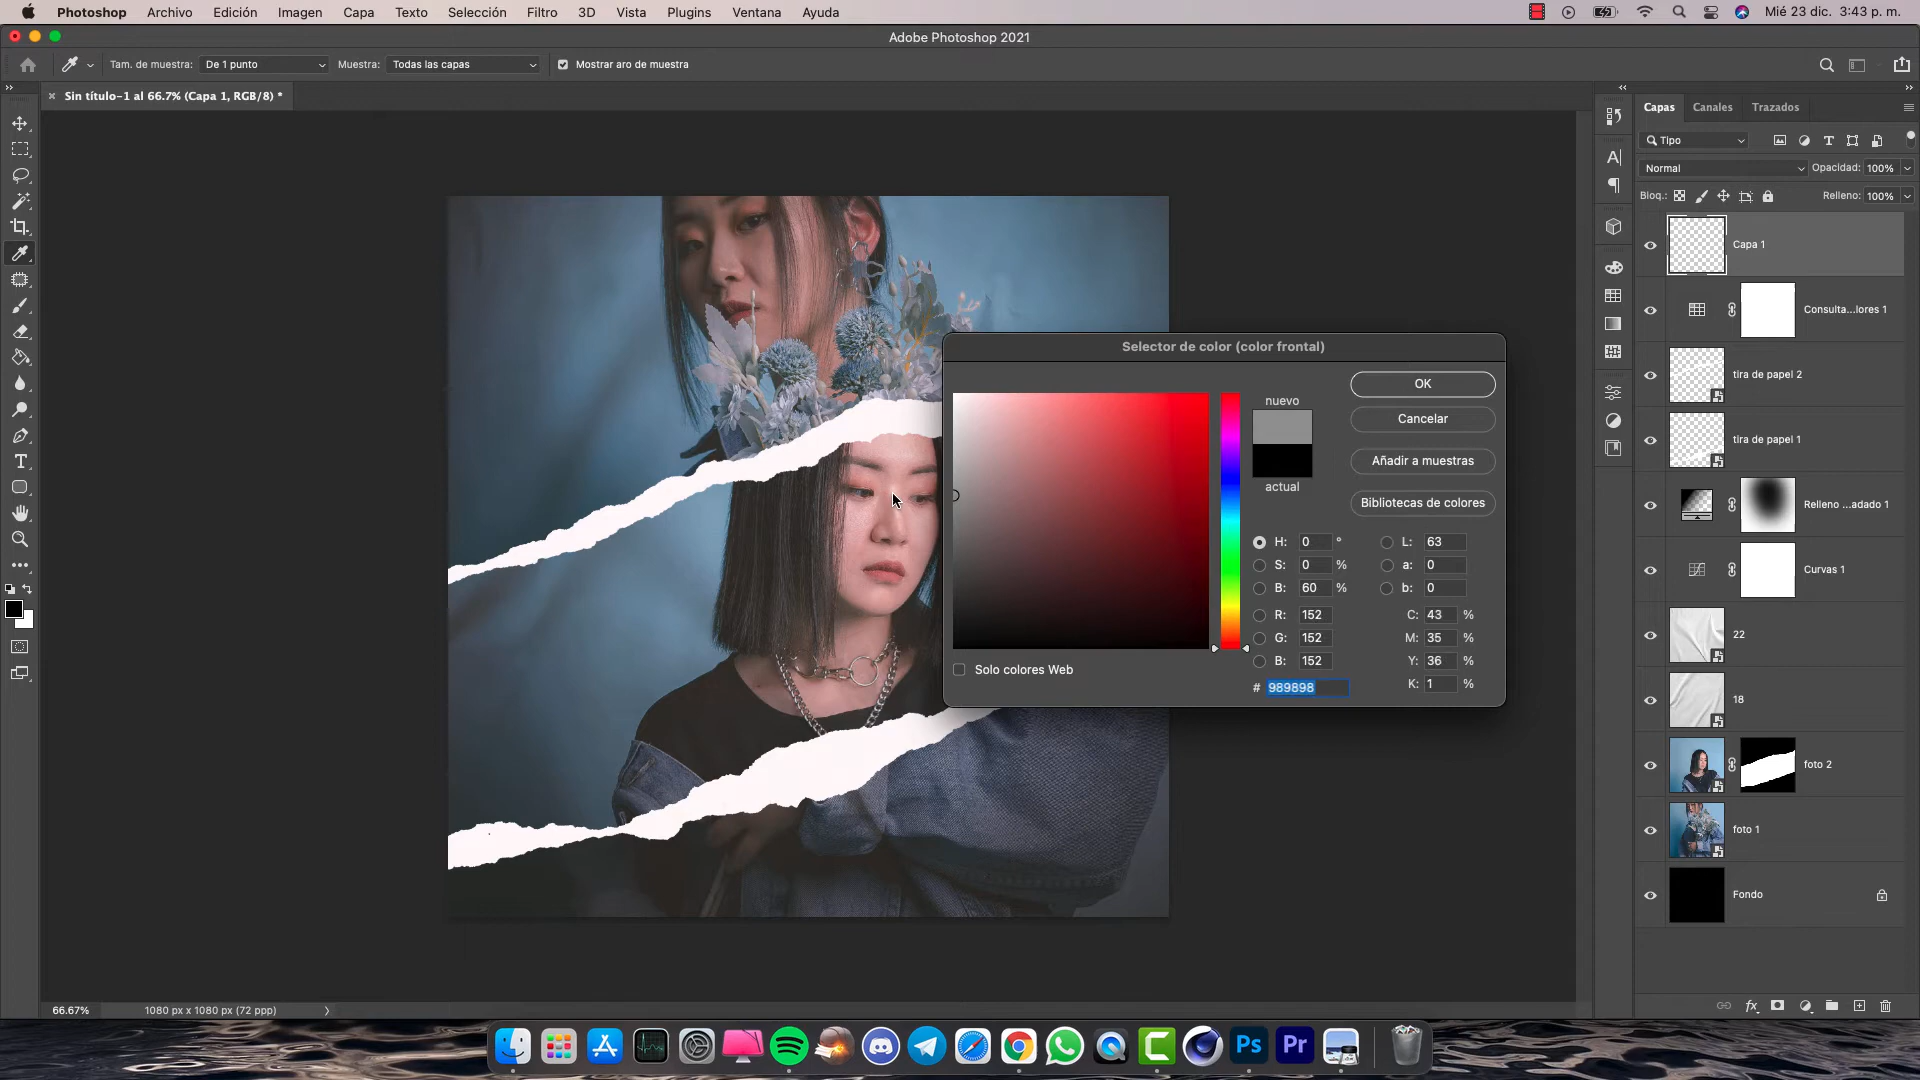 Photoshop Archivo Edición Imagen Capa Texto Selección Filtro 3D Vista Plugins Ventana Ayuda Mié 23 dic. 3:43 p. m.
Adobe Photoshop 2021
Tam. de muestra: De 1 punto Muestra: Todas las capas Mostrar aro de muestra
Sin título-1 al 66.7% (Capa 1, RGB/8) *
Capas Canales Trazados
Tipo
Normal Opacidad: 100%
Bloq.: Relleno: 100%
Capa 1
Consulta...lores 1
tira de papel 2
tira de papel 1
Relleno ...adado 1
Curvas 1
22
18
foto 2
foto 1
Fondo
Selector de color (color frontal)
nuevo
actual
OK
Cancelar
Añadir a muestras
Bibliotecas de colores
H: 0 ° L: 63
S: 0 % a: 0
B: 60 % b: 0
R: 152 C: 43 %
G: 152 M: 35 %
B: 152 Y: 36 %
# 989898 K: 1 %
Solo colores Web
66.67% 1080 px x 1080 px (72 ppp)
Ps
Pr